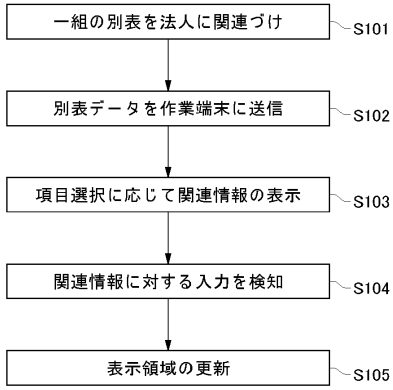 一組の別表を法人に関連づけ
S101
別表データを作業端末に送信
S102
項目選択に応じて関連情報の表示
S103
関連情報に対する入力を検知
S104
表示領域の更新
S105